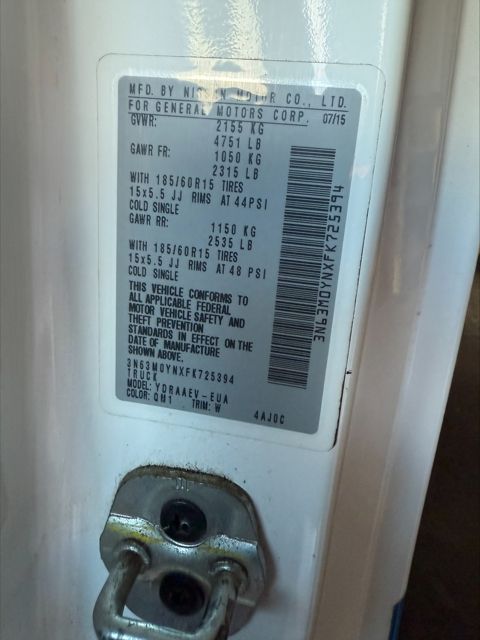 MFD. BY NISSAN MOTOR CO., LTD.
FOR GENERAL MOTORS CORP. 07/15
GVWR: 2155 KG
4751 LB
GAWR FR: 1050 KG
2315 LB
WITH 185/60R15 TIRES
15x5.5 JJ RIMS AT 44PSI
COLD SINGLE
GAWR RR: 1150 KG
2535 LB
WITH 185/60R15 TIRES
15x5.5 JJ RIMS AT 48 PSI
COLD SINGLE
THIS VEHICLE CONFORMS TO
ALL APPLICABLE FEDERAL
MOTOR VEHICLE SAFETY AND
THEFT PREVENTION
STANDARDS IN EFFECT ON THE
DATE OF MANUFACTURE
SHOWN ABOVE.
3N63M0YNXFK725394
TRUCK
MODEL: YDRAAEV-EUA
COLOR: QM1 TRIM: W 4AJ0C
3N63M0YNXFK725394